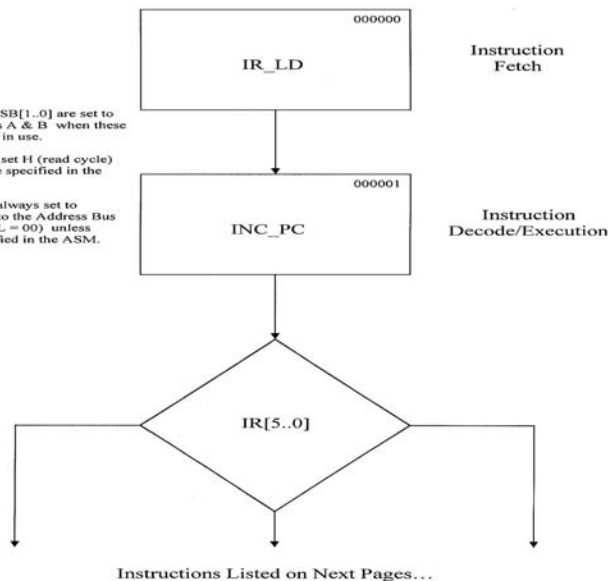 000000
IR_LD
Instruction
Fetch
SB[1..0] are set to
A & B when these
in use.
set H (read cycle)
specified in the
always set to
to the Address Bus
= 00) unless
fied in the ASM.
000001
INC_PC
Instruction
Decode/Execution
IR[5..0]
Instructions Listed on Next Pages...